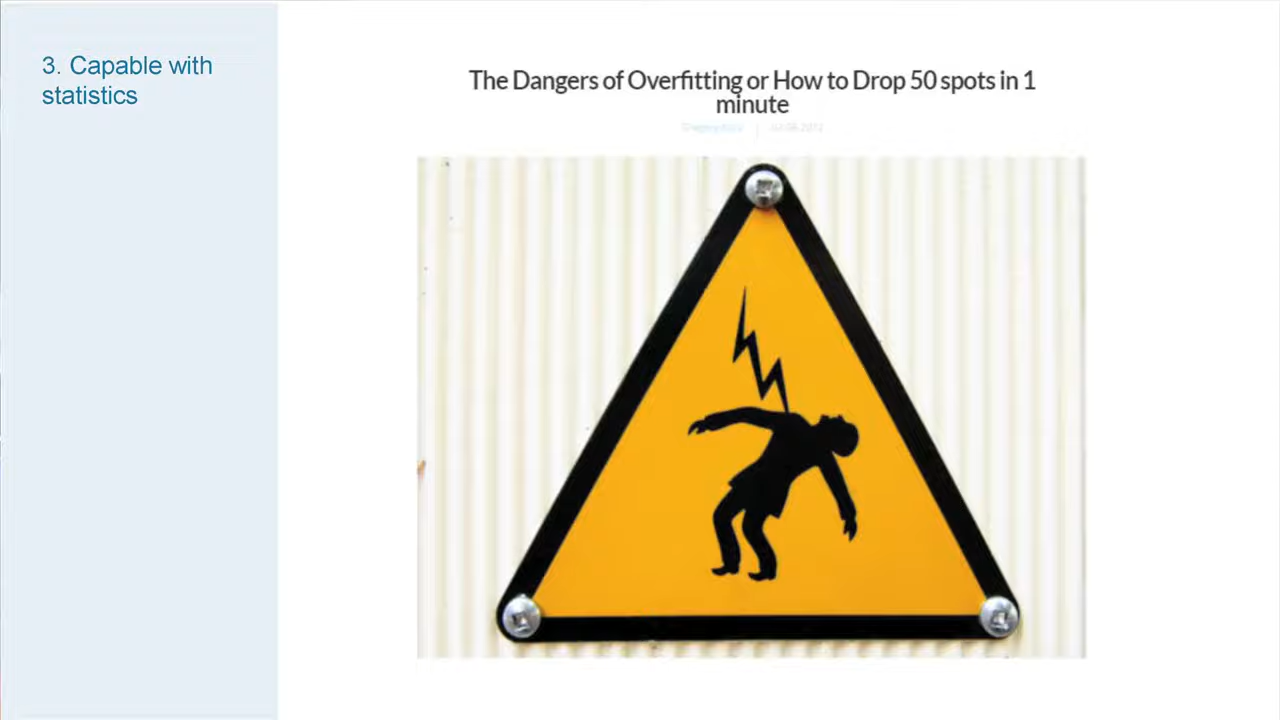 3. Capable with
statistics
The Dangers of Overfitting or How to Drop 50 spots in 1
minute